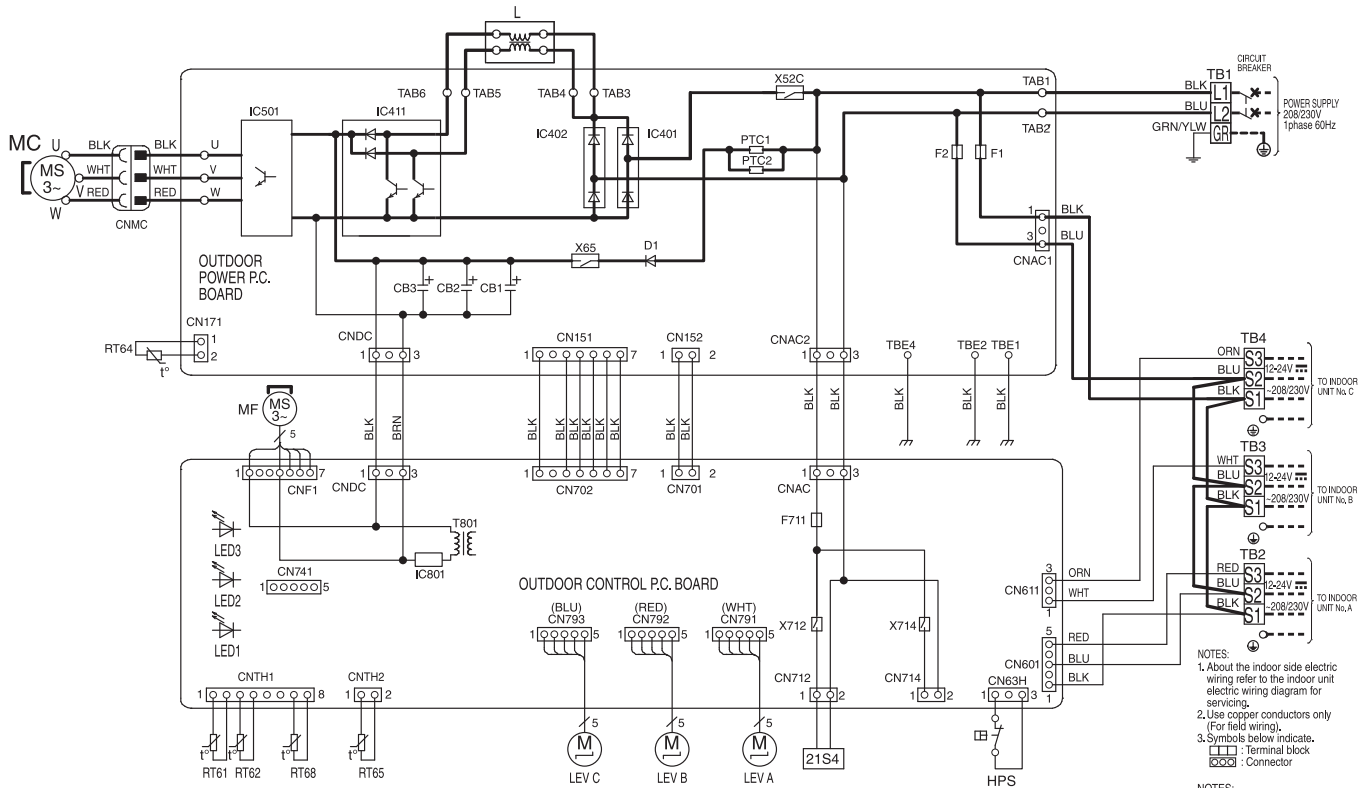 L
CIRCUIT
BREAKER
TB1
X52C
TAB1
BLK
L1
TAB6
TAB5
TAB4
TAB3
BLU
L2
POWER SUPPLY
208/230V
1phase 60Hz
IC501
IC411
GRN/YLW
GR
TAB2
IC402
IC401
PTC1
PTC2
F2
F1
MC
U
BLK
BLK
U
MS
3~
WHT
WHT
V
V
RED
RED
W
W
CNMC
1
BLK
3
BLU
CNAC1
X65
D1
OUTDOOR
POWER P.C.
BOARD
CB3
+
CB2
+
CB1
+
CN171
1
2
RT64
t°
CNDC
1
3
CN151
1
7
CN152
1
2
CNAC2
1
3
TBE4
TBE2
TBE1
TB4
ORN
S3
12-24V
BLU
S2
BLK
S1
~208/230V
TO INDOOR
UNIT No. C
MF
MS
3~
5
BLK
BRN
BLK
BLK
BLK
BLK
BLK
BLK
BLK
BLK
BLK
BLK
BLK
BLK
BLK
TB3
WHT
S3
12-24V
BLU
S2
BLK
S1
~208/230V
TO INDOOR
UNIT No, B
1
7
CNF1
1
3
CNDC
1
7
CN702
1
2
CN701
1
3
CNAC
F711
T801
IC801
LED3
LED2
LED1
CN741
1
5
OUTDOOR CONTROL P.C. BOARD
(BLU)
CN793
1
5
(RED)
CN792
1
5
(WHT)
CN791
1
5
X712
X714
TB2
RED
S3
12-24V
BLU
S2
BLK
S1
~208/230V
TO INDOOR
UNIT No, A
3
ORN
CN611
WHT
1
5
RED
CN601
BLU
BLK
1
CNTH1
1
8
CNTH2
1
2
CN712
1
2
CN714
1
2
CN63H
1
3
t°
RT61
t°
RT62
t°
RT68
t°
RT65
5
M
LEV C
5
M
LEV B
5
M
LEV A
21S4
HPS
NOTES:
1. About the indoor side electric
wiring refer to the indoor unit
electric wiring diagram for
servicing.
2. Use copper conductors only
(For field wiring).
3. Symbols below indicate.
: Terminal block
: Connector
NOTES: